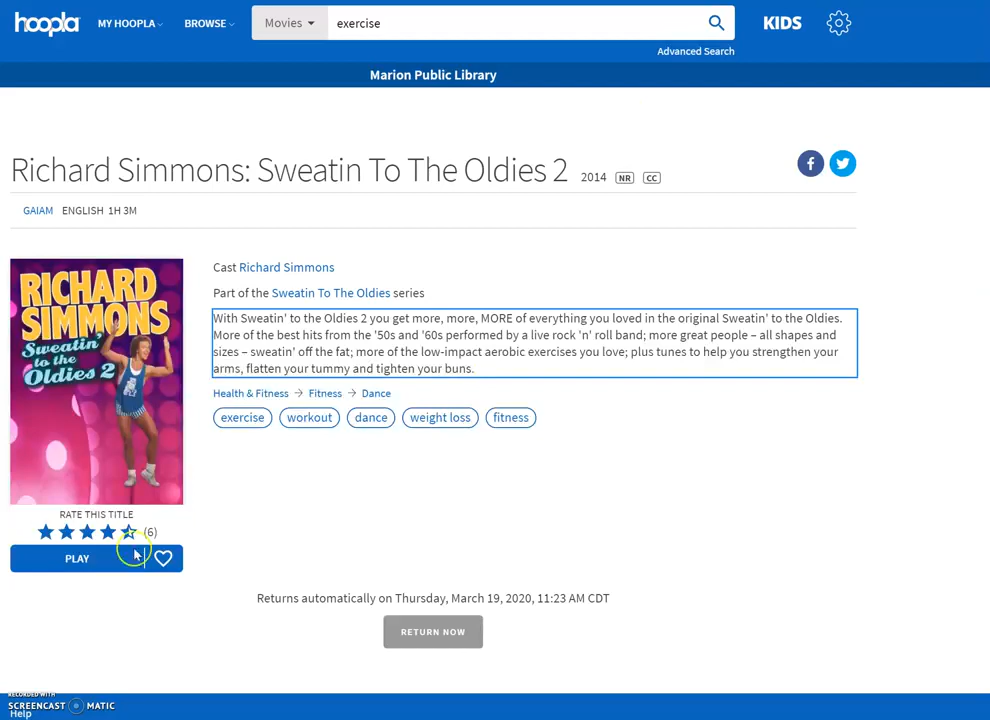 hoopla MY HOOPLA BROWSE Movies exercise KIDS
Advanced Search
Marion Public Library
Richard Simmons: Sweatin To The Oldies 2 2014 NR CC
GAIAM ENGLISH 1H 3M
RICHARD
SIMMONS
Sweatin'
to the
Oldies 2
Cast Richard Simmons
Part of the Sweatin To The Oldies series
With Sweatin' to the Oldies 2 you get more, more, MORE of everything you loved in the original Sweatin' to the Oldies.
More of the best hits from the '50s and '60s performed by a live rock 'n' roll band; more great people – all shapes and
sizes – sweatin' off the fat; more of the low-impact aerobic exercises you love; plus tunes to help you strengthen your
arms, flatten your tummy and tighten your buns.
Health & Fitness → Fitness → Dance
exercise workout dance weight loss fitness
RATE THIS TITLE
(6)
PLAY
Returns automatically on Thursday, March 19, 2020, 11:23 AM CDT
RETURN NOW
RECORDED WITH
SCREENCAST MATIC
Help